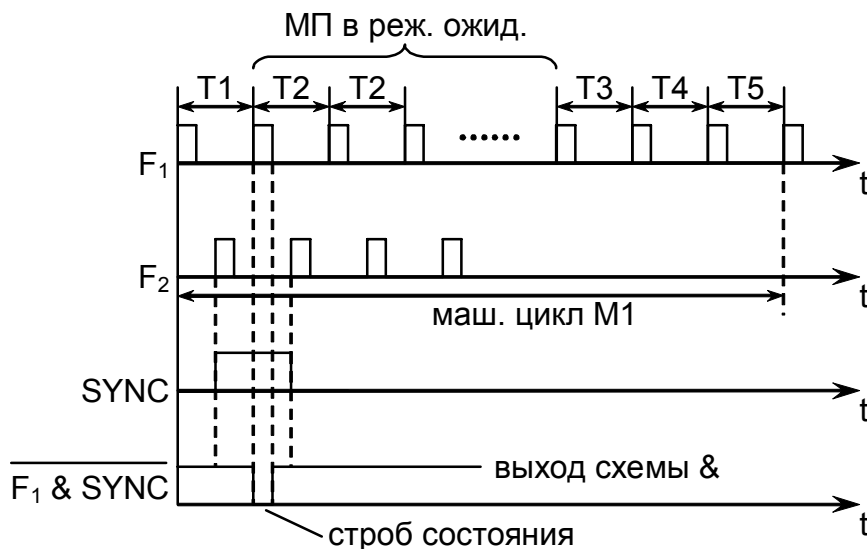 МП в реж. ожид.
T1 T2 T2 T3 T4 T5
F₁
t
F₂
t
маш. цикл М1
SYNC
t
F₁ & SYNC
выход схемы &
t
строб состояния